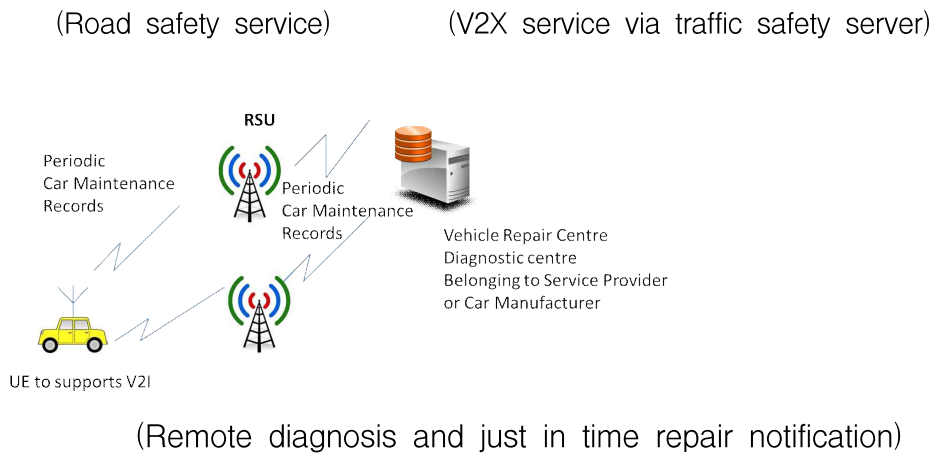 (Road safety service)
(V2X service via traffic safety server)
RSU
Periodic
Car Maintenance
Records
Periodic
Car Maintenance
Records
Vehicle Repair Centre
Diagnostic centre
Belonging to Service Provider
or Car Manufacturer
UE to supports V2I
(Remote diagnosis and just in time repair notification)